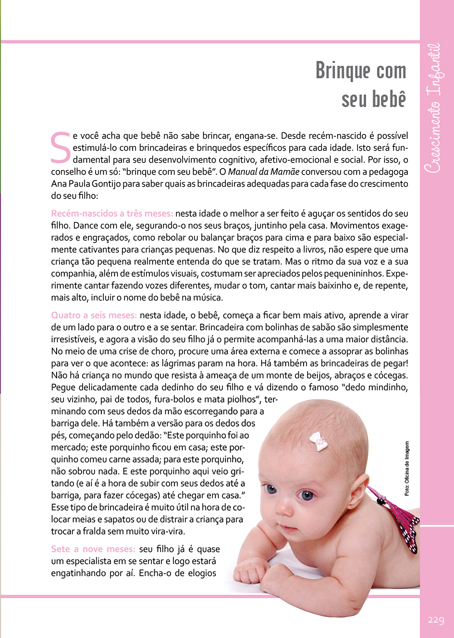 Brinque com
seu bebê
Crescimento Infantil
Se você acha que bebê não sabe brincar, engana-se. Desde recém-nascido é possível
estimulá-lo com brincadeiras e brinquedos específicos para cada idade. Isto será fun-
damental para seu desenvolvimento cognitivo, afetivo-emocional e social. Por isso, o
conselho é um só: "brinque com seu bebê". O Manual da Mamãe conversou com a pedagoga
Ana Paula Gontijo para saber quais as brincadeiras adequadas para cada fase do crescimento
do seu filho:
Recém-nascidos a três meses: nesta idade o melhor a ser feito é aguçar os sentidos do seu
filho. Dance com ele, segurando-o nos seus braços, juntinho pela casa. Movimentos exage-
rados e engraçados, como rebolar ou balançar braços para cima e para baixo são especial-
mente cativantes para crianças pequenas. No que diz respeito a livros, não espere que uma
criança tão pequena realmente entenda do que se tratam. Mas o ritmo da sua voz e a sua
companhia, além de estímulos visuais, costumam ser apreciados pelos pequenininhos. Expe-
rimente cantar fazendo vozes diferentes, mudar o tom, cantar mais baixinho e, de repente,
mais alto, incluir o nome do bebê na música.
Quatro a seis meses: nesta idade, o bebê, começa a ficar bem mais ativo, aprende a virar
de um lado para o outro e a se sentar. Brincadeira com bolinhas de sabão são simplesmente
irresistíveis, e agora a visão do seu filho já o permite acompanhá-las a uma maior distância.
No meio de uma crise de choro, procure uma área externa e comece a assoprar as bolinhas
para ver o que acontece: as lágrimas param na hora. Há também as brincadeiras de pegar!
Não há criança no mundo que resista à ameaça de um monte de beijos, abraços e cócegas.
Pegue delicadamente cada dedinho do seu filho e vá dizendo o famoso "dedo mindinho,
seu vizinho, pai de todos, fura-bolos e mata piolhos", ter-
minando com seus dedos da mão escorregando para a
barriga dele. Há também a versão para os dedos dos
pés, começando pelo dedão: "Este porquinho foi ao
mercado; este porquinho ficou em casa; este por-
quinho comeu carne assada; para este porquinho,
não sobrou nada. E este porquinho aqui veio gri-
tando (e aí é a hora de subir com seus dedos até a
barriga, para fazer cócegas) até chegar em casa."
Esse tipo de brincadeira é muito útil na hora de co-
locar meias e sapatos ou de distrair a criança para
trocar a fralda sem muito vira-vira.
Sete a nove meses: seu filho já é quase
um especialista em se sentar e logo estará
engatinhando por aí. Encha-o de elogios
Foto: Oficina da Imagem
229